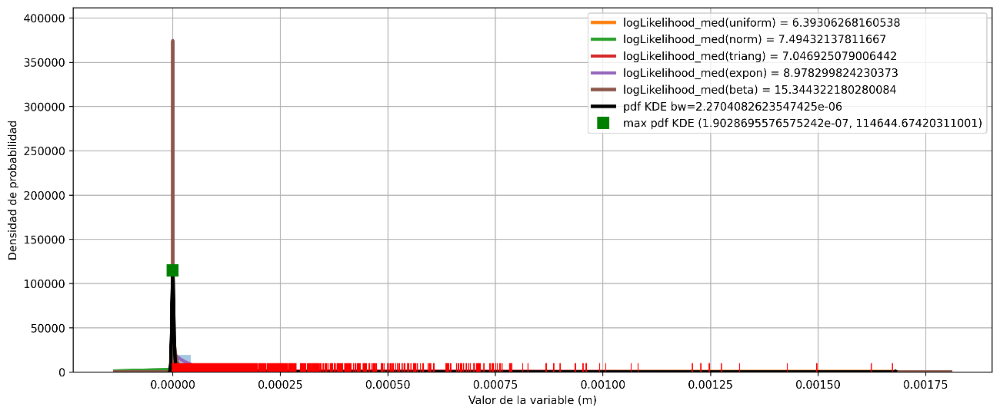 400000
350000
300000
250000
200000
150000
100000
50000
0
Densidad de probabilidad
logLikelihood_med(uniform) = 6.39306268160538
logLikelihood_med(norm) = 7.49432137811667
logLikelihood_med(triang) = 7.046925079006442
logLikelihood_med(expon) = 8.978299824230373
logLikelihood_med(beta) = 15.344322180280084
pdf KDE bw=2.2704082623547425e-06
max pdf KDE (1.9028695576575242e-07, 114644.67420311001)
0.00000 0.00025 0.00050 0.00075 0.00100 0.00125 0.00150 0.00175
Valor de la variable (m)